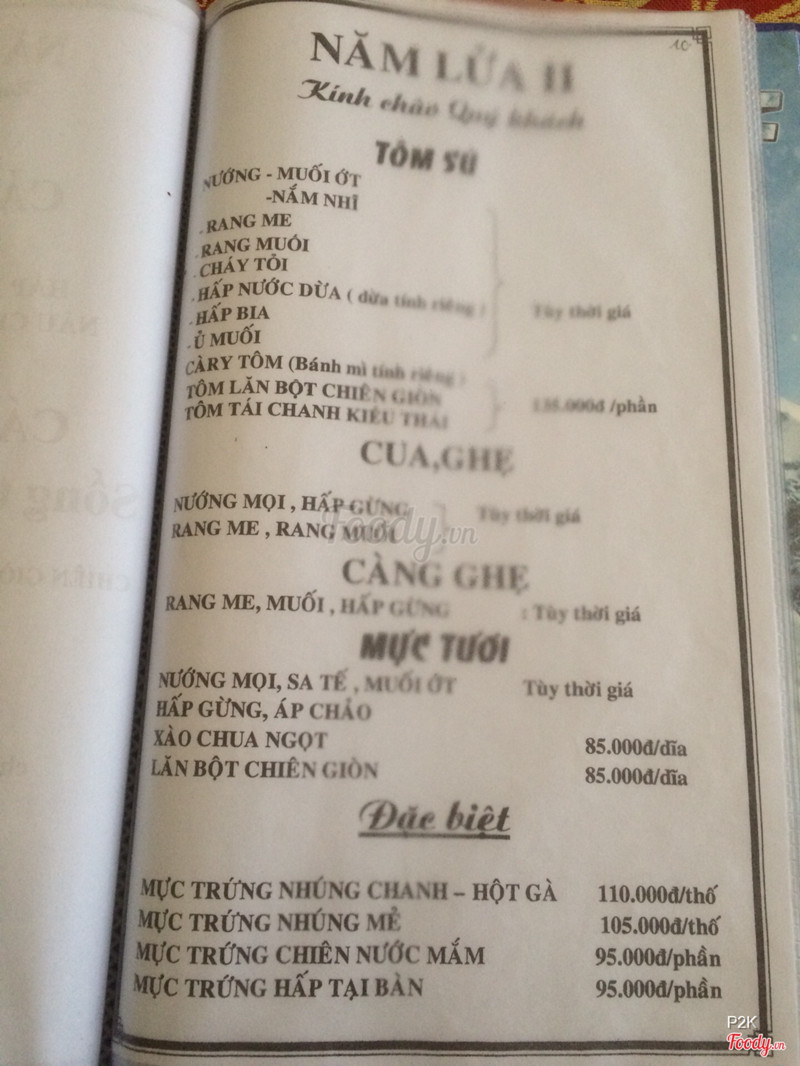 10
NĂM LỬA II
Kính chào Quý khách
TÔM SÚ
NƯỚNG - MUỐI ỚT
-NẮM NHĨ
.RANG ME
.RANG MUỐI
.CHÁY TỎI
.HẤP NƯỚC DỪA ( dừa tính riêng ) Tùy thời giá
.HẤP BIA
.Ủ MUỐI
CÀRY TÔM (Bánh mì tính riêng)
TÔM LĂN BỘT CHIÊN GIÒN
TÔM TÁI CHANH KIỂU THÁI /phần
CUA,GHẸ
NƯỚNG MỌI , HẤP GỪNG Tùy thời giá
RANG ME , RANG MUỐI
CÀNG GHẸ
RANG ME, MUỐI , HẤP GỪNG : Tùy thời giá
MỰC TƯƠI
NƯỚNG MỌI, SA TẾ , MUỐI ỚT Tùy thời giá
HẤP GỪNG, ÁP CHẢO
XÀO CHUA NGỌT 85.000đ/dĩa
LĂN BỘT CHIÊN GIÒN 85.000đ/dĩa
Đặc biệt
MỰC TRỨNG NHÚNG CHANH – HỘT GÀ 110.000đ/thố
MỰC TRỨNG NHÚNG MẺ 105.000đ/thố
MỰC TRỨNG CHIÊN NƯỚC MẮM 95.000đ/phần
MỰC TRỨNG HẤP TẠI BÀN 95.000đ/phần
Foody.vn
P2K
Foody.vn